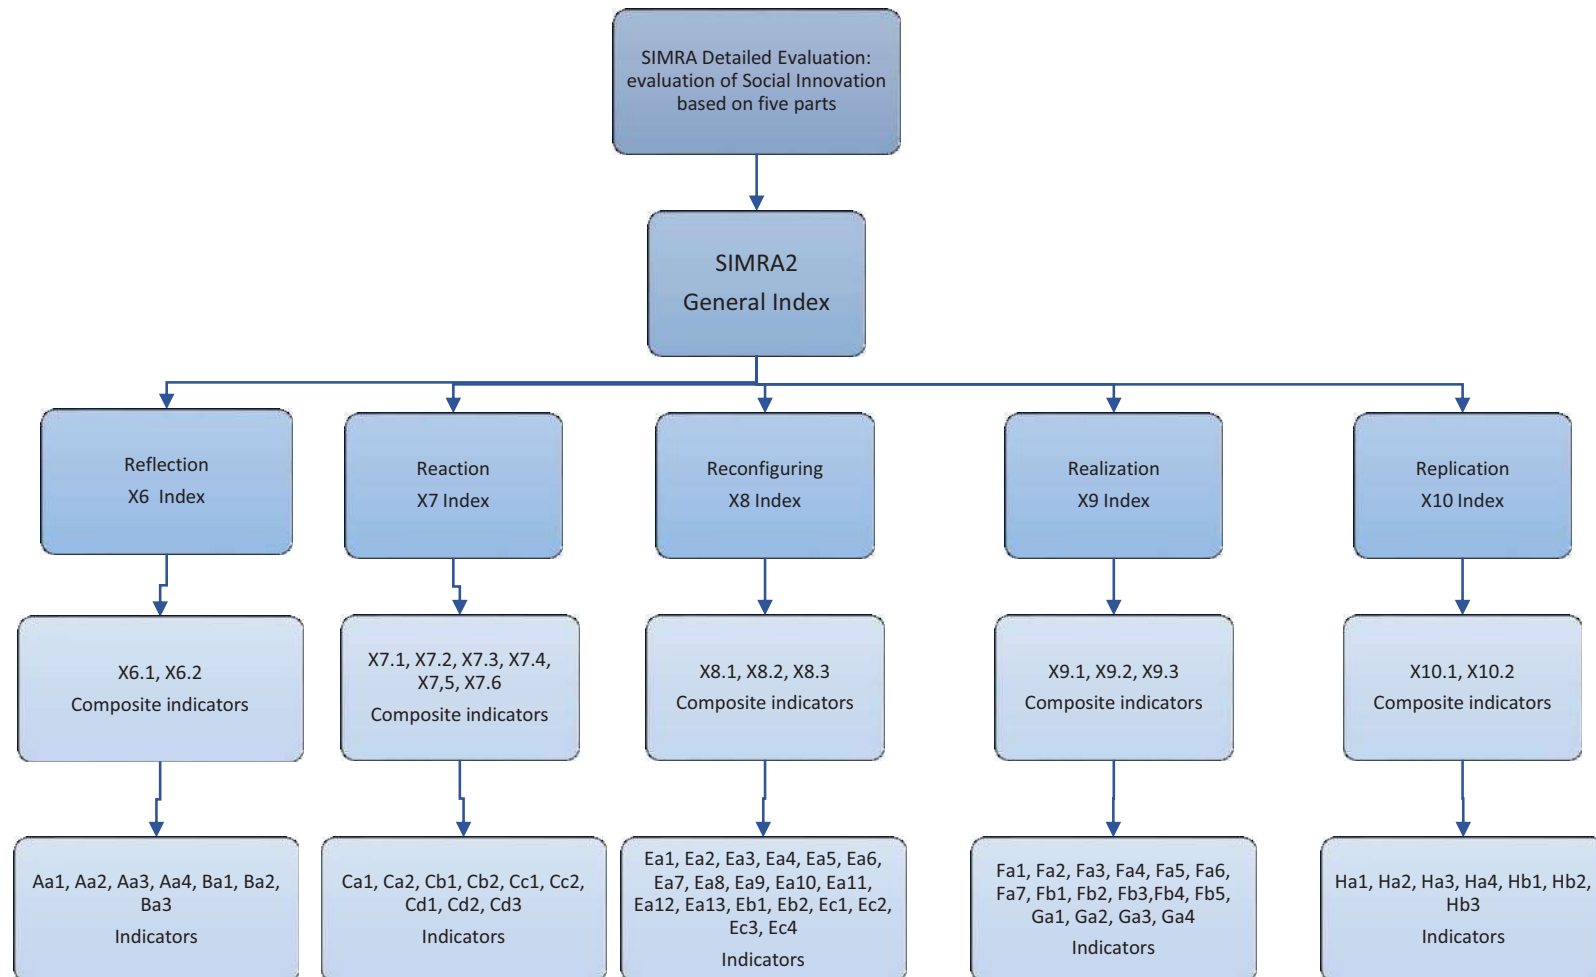 SIMRA Detailed Evaluation:
evaluation of Social Innovation
based on five parts
SIMRA2
General Index
Reflection
X6 Index
Reaction
X7 Index
Reconfiguring
X8 Index
Realization
X9 Index
Replication
X10 Index
X6.1, X6.2
Composite indicators
X7.1, X7.2, X7.3, X7.4,
X7,5, X7.6
Composite indicators
X8.1, X8.2, X8.3
Composite indicators
X9.1, X9.2, X9.3
Composite indicators
X10.1, X10.2
Composite indicators
Aa1, Aa2, Aa3, Aa4, Ba1, Ba2,
Ba3
Indicators
Ca1, Ca2, Cb1, Cb2, Cc1, Cc2,
Cd1, Cd2, Cd3
Indicators
Ea1, Ea2, Ea3, Ea4, Ea5, Ea6,
Ea7, Ea8, Ea9, Ea10, Ea11,
Ea12, Ea13, Eb1, Eb2, Ec1, Ec2,
Ec3, Ec4
Indicators
Fa1, Fa2, Fa3, Fa4, Fa5, Fa6,
Fa7, Fb1, Fb2, Fb3,Fb4, Fb5,
Ga1, Ga2, Ga3, Ga4
Indicators
Ha1, Ha2, Ha3, Ha4, Hb1, Hb2,
Hb3
Indicators